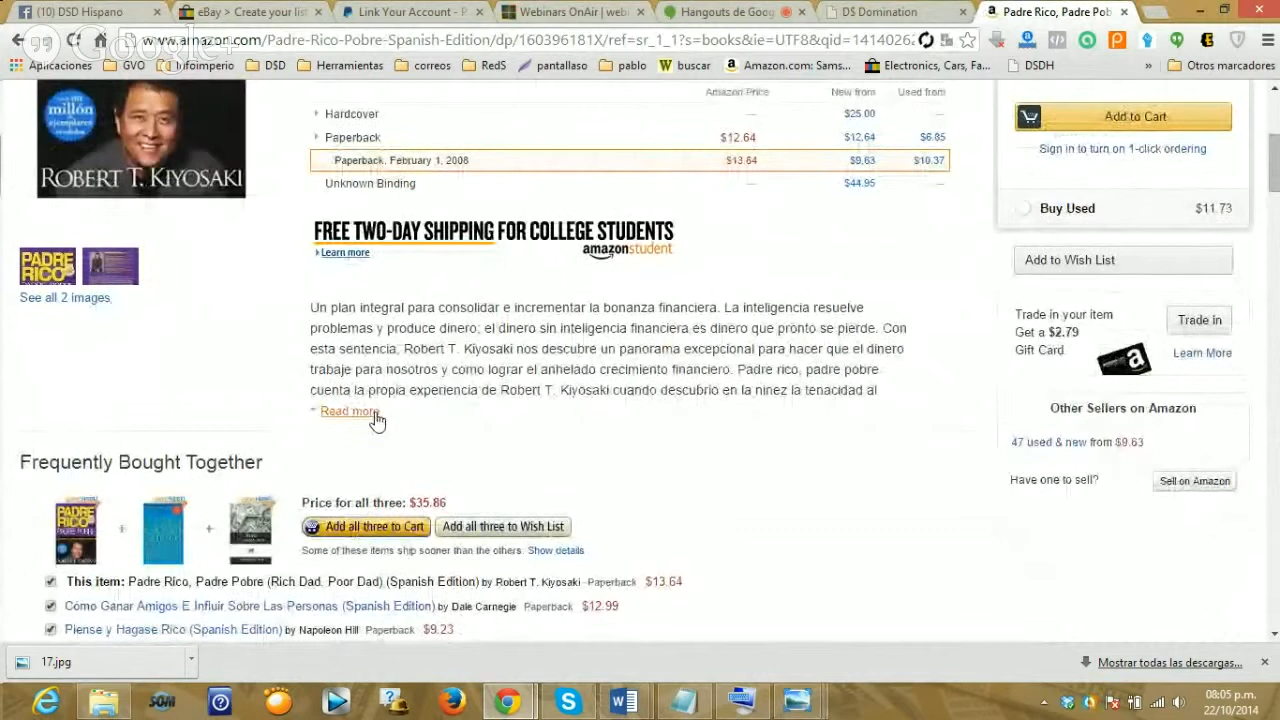 (13) DSD Hispano
eBay > Create your list
Link Your Account - P
Webinars OnAir | web
Hangouts de Goog
DS Domination
Padre Rico, Padre Pob
Google+
www.amazon.com/Padre-Rico-Pobre-Spanish-Edition/dp/160396181X/ref=sr_1_1?s=books&ie=UTF8&qid=14140262
Aplicaciones
GVO
Infoimperio
DSD
Herramientas
correos
RedS
pantallaso
pablo
buscar
Amazon.com: Sams...
Electronics, Cars, Fa...
DSDH
»
Otros marcadores
millón
ROBERT T. KIYOSAKI
Amazon Price New from Used from
Hardcover — $25.00 —
Paperback $12.64 $12.64 $6.85
Paperback, February 1, 2008 $13.64 $9.63 $10.37
Unknown Binding — $44.95 —
FREE TWO-DAY SHIPPING FOR COLLEGE STUDENTS
Learn more
amazonstudent
PADRE
RICO
See all 2 images
Un plan integral para consolidar e incrementar la bonanza financiera. La inteligencia resuelve
problemas y produce dinero; el dinero sin inteligencia financiera es dinero que pronto se pierde. Con
esta sentencia, Robert T. Kiyosaki nos descubre un panorama excepcional para hacer que el dinero
trabaje para nosotros y como lograr el anhelado crecimiento financiero. Padre rico, padre pobre
cuenta la propia experiencia de Robert T. Kiyosaki cuando descubrio en la ninez la tenacidad al
Read more
Add to Cart
Sign in to turn on 1-click ordering
Buy Used $11.73
Add to Wish List
Trade in your item
Get a $2.79
Gift Card
Trade in
Learn More
a
Other Sellers on Amazon
47 used & new from $9.63
Have to sell? Sell on Amazon
Frequently Bought Together
PADRE
RICO
+
+
Price for all three: $35.86
Add all three to Cart
Add all three to Wish List
Some of these items ship sooner than the others. Show details
This item: Padre Rico, Padre Pobre (Rich Dad, Poor Dad) (Spanish Edition) by Robert T. Kiyosaki Paperback $13.64
Cómo Ganar Amigos E Influir Sobre Las Personas (Spanish Edition) by Dale Carnegie Paperback $12.99
Piense y Hagase Rico (Spanish Edition) by Napoleon Hill Paperback $9.23
17.jpg
Mostrar todas las descargas...
SOM
08:05 p.m.
22/10/2014